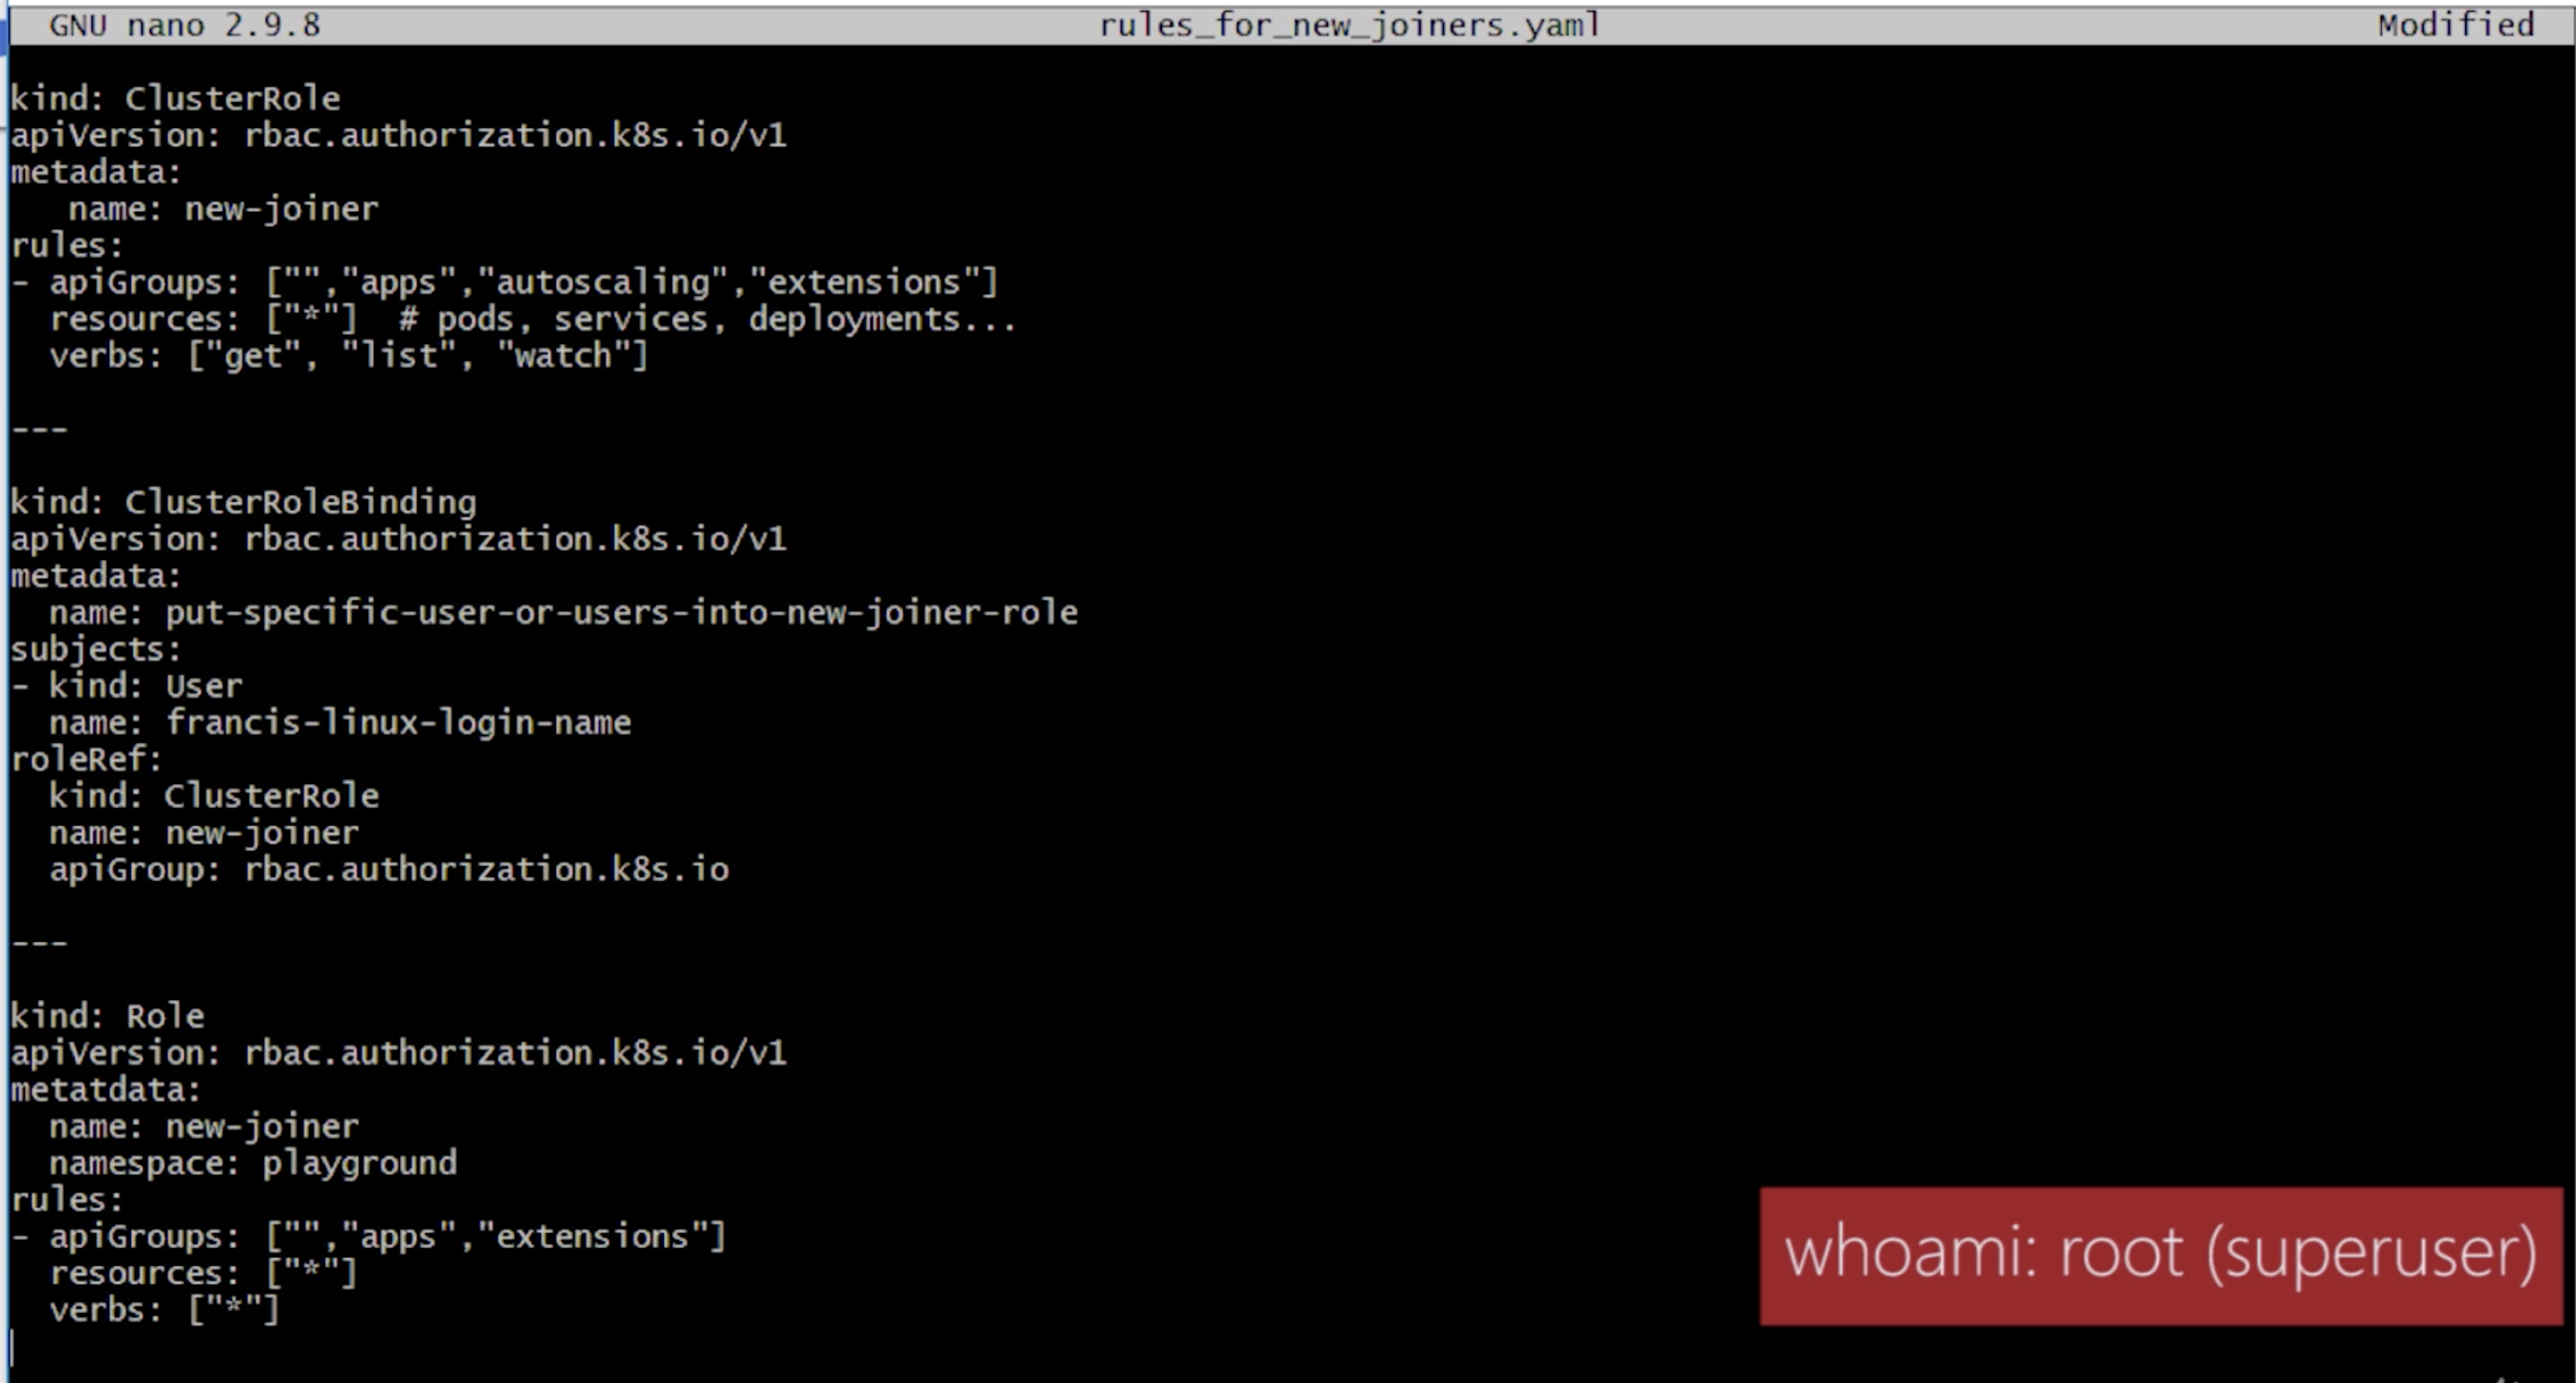 GNU nano 2.9.8 rules_for_new_joiners.yaml Modified
kind: ClusterRole
apiVersion: rbac.authorization.k8s.io/v1
metadata:
   name: new-joiner
rules:
- apiGroups: ["","apps","autoscaling","extensions"]
  resources: ["*"]  # pods, services, deployments...
  verbs: ["get", "list", "watch"]
---
kind: ClusterRoleBinding
apiVersion: rbac.authorization.k8s.io/v1
metadata:
  name: put-specific-user-or-users-into-new-joiner-role
subjects:
- kind: User
  name: francis-linux-login-name
roleRef:
  kind: ClusterRole
  name: new-joiner
  apiGroup: rbac.authorization.k8s.io
---
kind: Role
apiVersion: rbac.authorization.k8s.io/v1
metatdata:
  name: new-joiner
  namespace: playground
rules:
- apiGroups: ["","apps","extensions"]
  resources: ["*"]
  verbs: ["*"]
whoami: root (superuser)